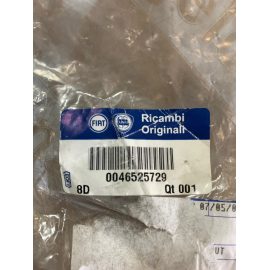 FIAT
Ricambi
Originali
0046525729
8D
Qt 001
07/05/0
UT